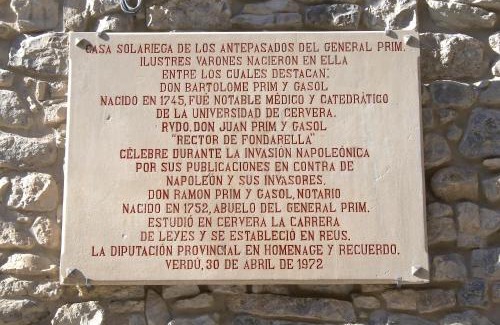 CASA SOLARIEGA DE LOS ANTEPASADOS DEL GENERAL PRIM.
ILUSTRES VARONES NACIERON EN ELLA
ENTRE LOS CUALES DESTACAN:
DON BARTOLOME PRIM Y GASOL
NACIDO EN 1745, FUÉ NOTABLE MÉDICO Y CATEDRÁTICO
DE LA UNIVERSIDAD DE CERVERA.
RVDO. DON JUAN PRIM Y GASOL
"RECTOR DE FONDARELLA"
CÉLEBRE DURANTE LA INVASIÓN NAPOLEÓNICA
POR SUS PUBLICACIONES EN CONTRA DE
NAPOLEÓN Y SUS INVASORES.
DON RAMON PRIM Y GASOL, NOTARIO
NACIDO EN 1752, ABUELO DEL GENERAL PRIM.
ESTUDIÓ EN CERVERA LA CARRERA
DE LEYES Y SE ESTABLECIÓ EN REUS.
LA DIPUTACIÓN PROVINCIAL EN HOMENAGE Y RECUERDO.
VERDÚ, 30 DE ABRIL DE 1972